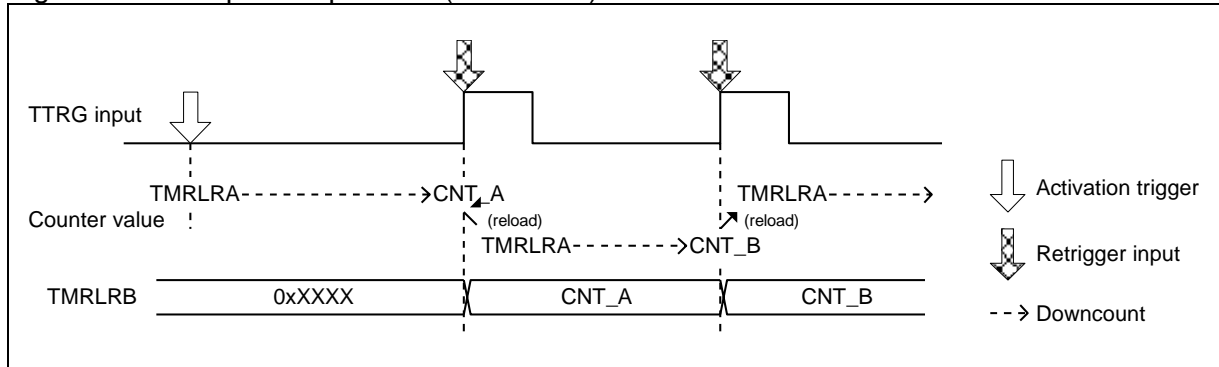 TTRG input
Counter value
TMRLRA
CNT_A
(reload)
TMRLRA
CNT_B
TMRLRA
(reload)
TMRLRB
0xXXXX
CNT_A
CNT_B
Activation trigger
Retrigger input
Downcount